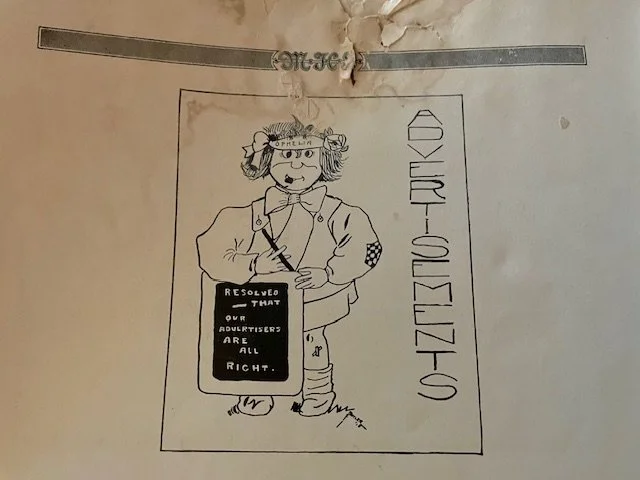 OPHELIA
ADVERTISEMENTS
RESOLVED
— THAT
OUR
ADVERTISERS
ARE
ALL
RIGHT.